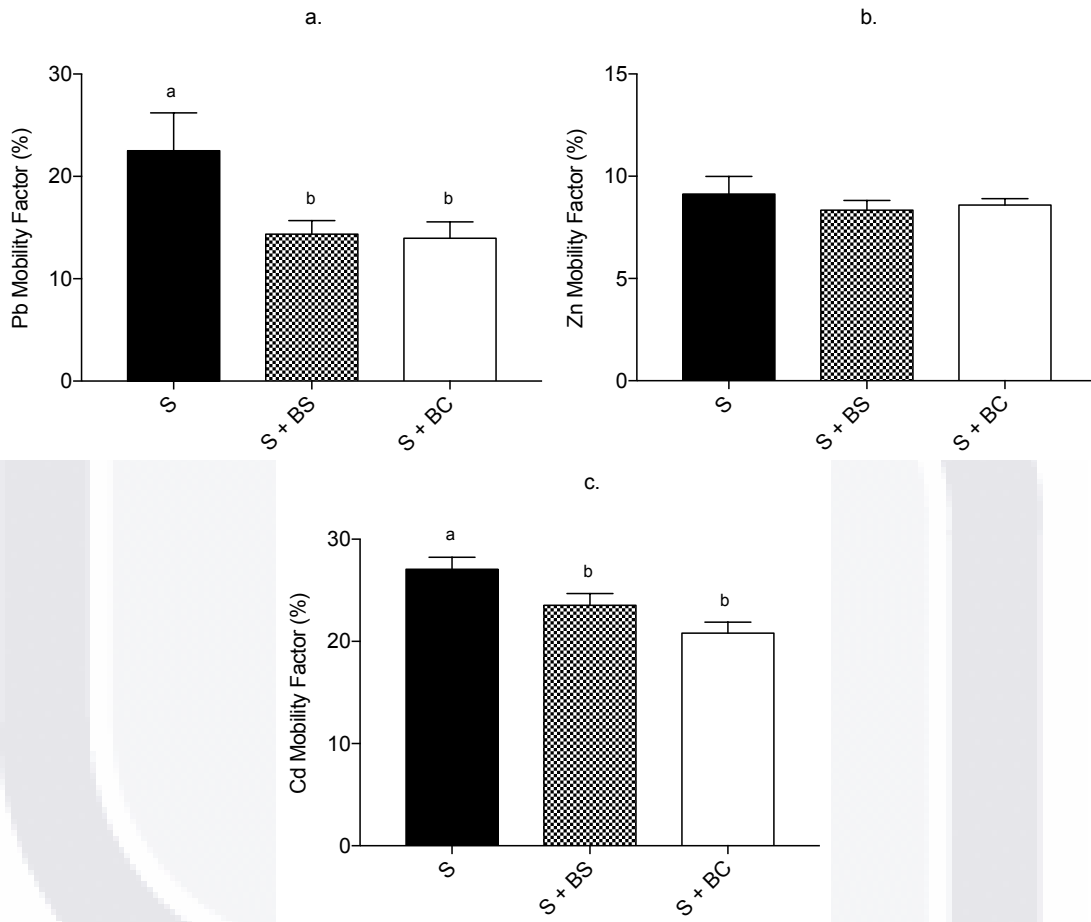 a.
Pb Mobility Factor (%)
30
20
10
0
a
b
b
S
S + BS
S + BC
b.
Zn Mobility Factor (%)
15
10
5
0
S
S + BS
S + BC
c.
Cd Mobility Factor (%)
30
20
10
0
a
b
b
S
S + BS
S + BC